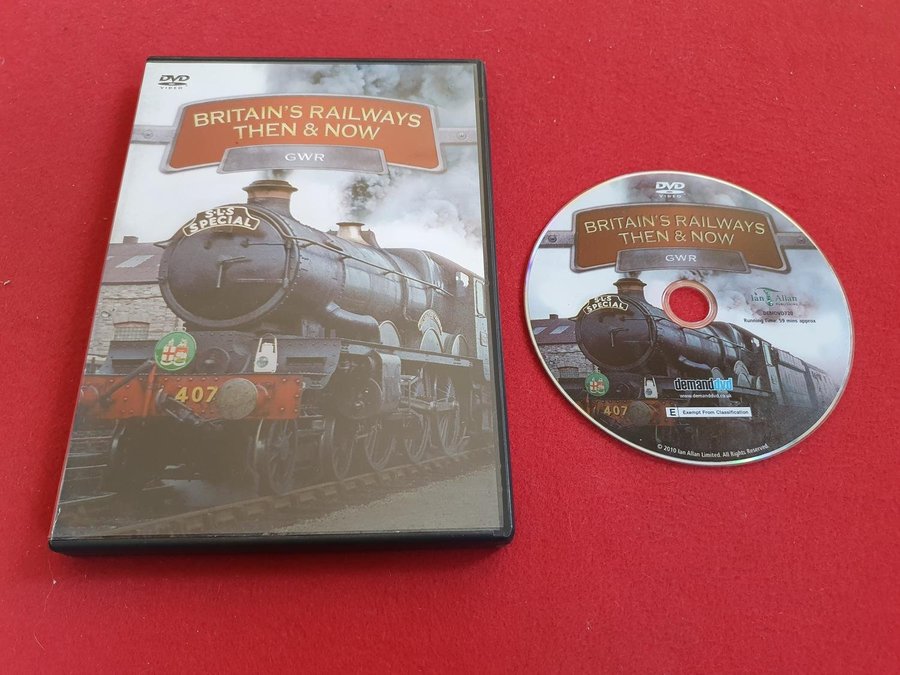 DVD
VIDEO
BRITAIN'S RAILWAYS
THEN & NOW
GWR
S·L·S
SPECIAL
407
DVD
VIDEO
BRITAIN'S RAILWAYS
THEN & NOW
GWR
S·L·S
SPECIAL
Ian Allan
PUBLISHING
Running Time: 59 mins approx
demanddvd
www.demanddvd.co.uk
407
E Exempt From Classification
© 2010 Ian Allan Limited. All Rights Reserved.